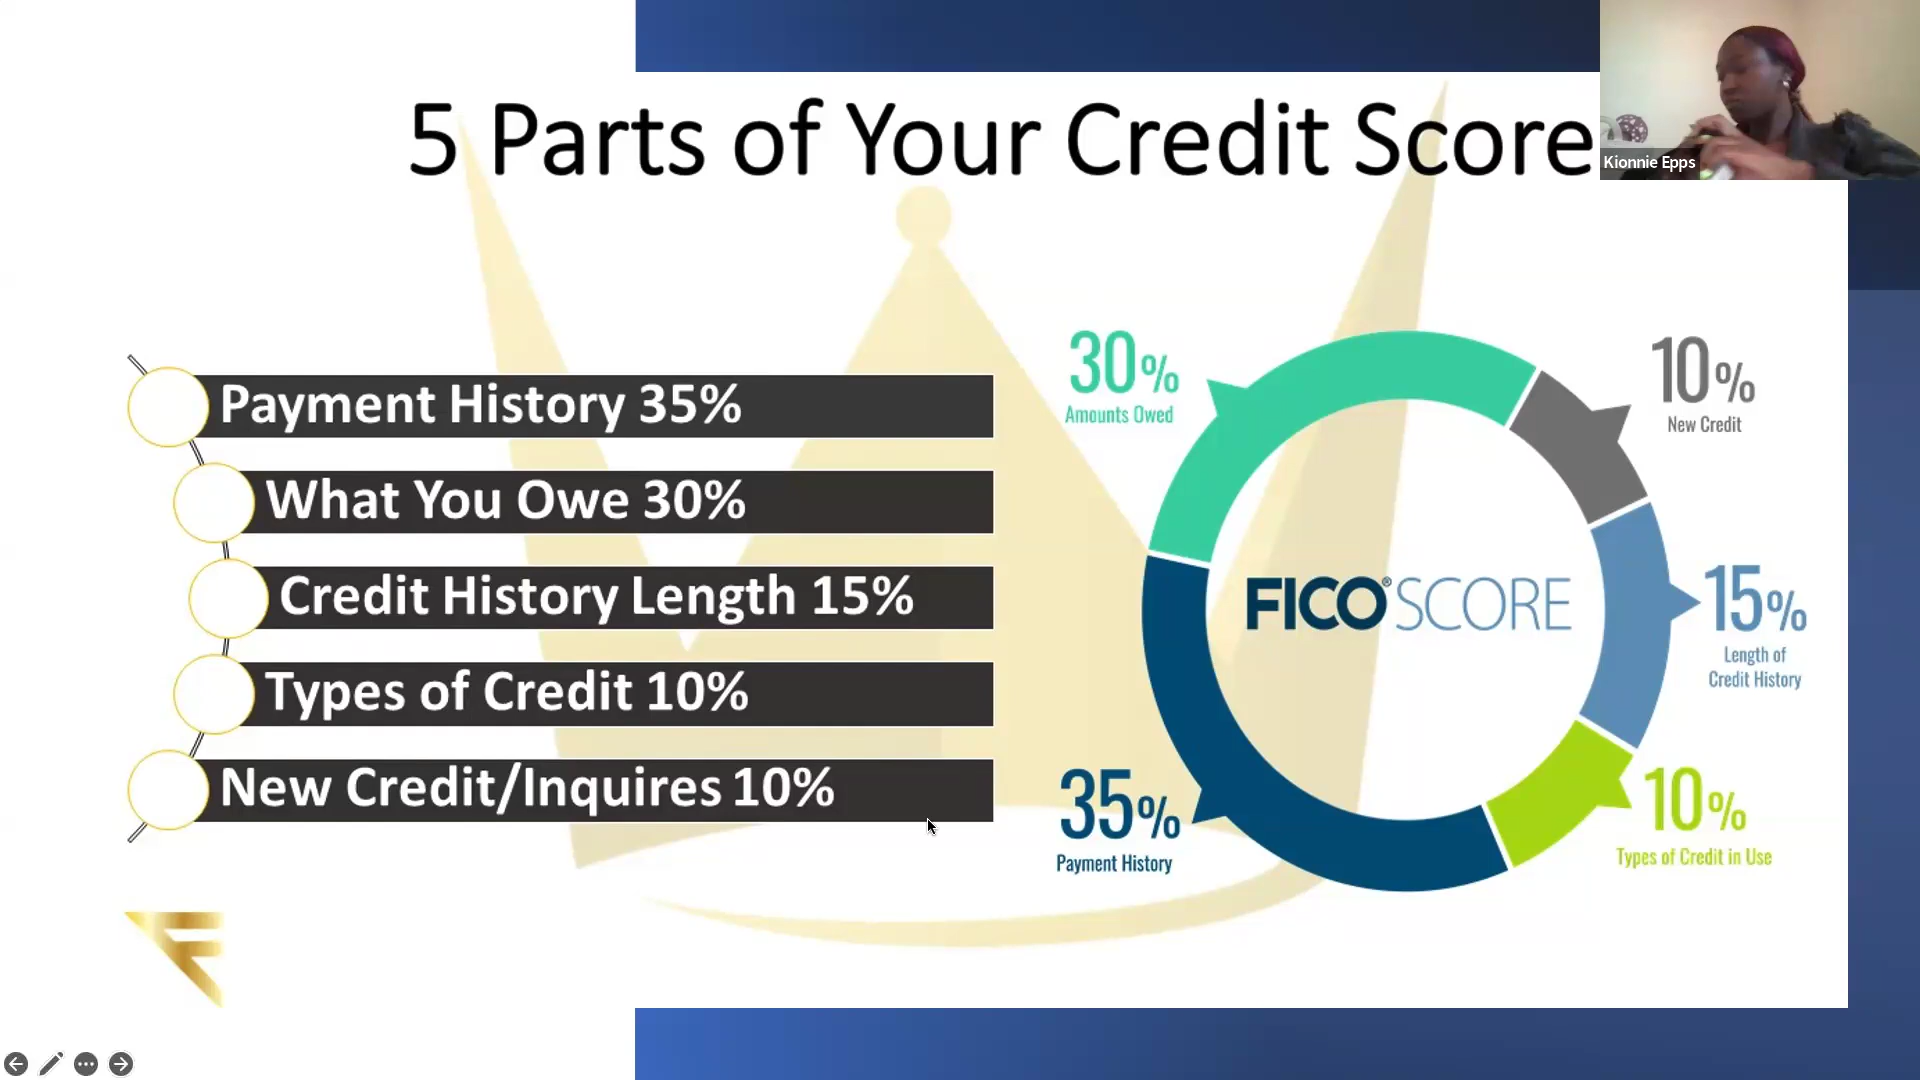 5 Parts of Your Credit Score
Kionnie Epps
Payment History 35%
What You Owe 30%
Credit History Length 15%
Types of Credit 10%
New Credit/Inquires 10%
30%
Amounts Owed
10%
New Credit
FICO® SCORE
15%
Length of
Credit History
35%
Payment History
10%
Types of Credit in Use